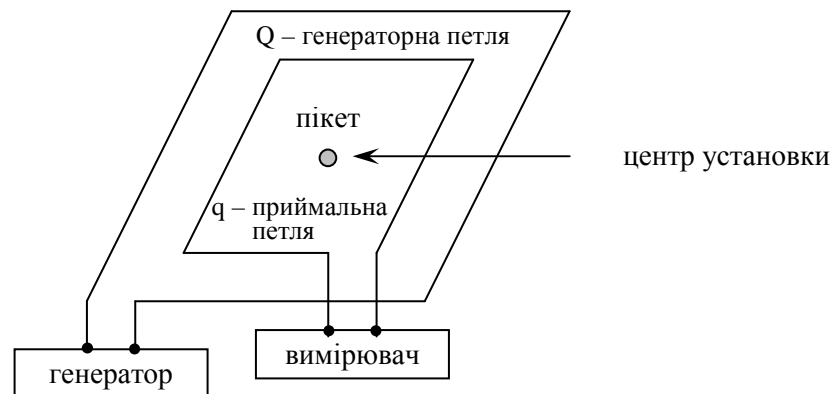 Q – генераторна петля
пікет
центр установки
q – приймальна
петля
вимірювач
генератор